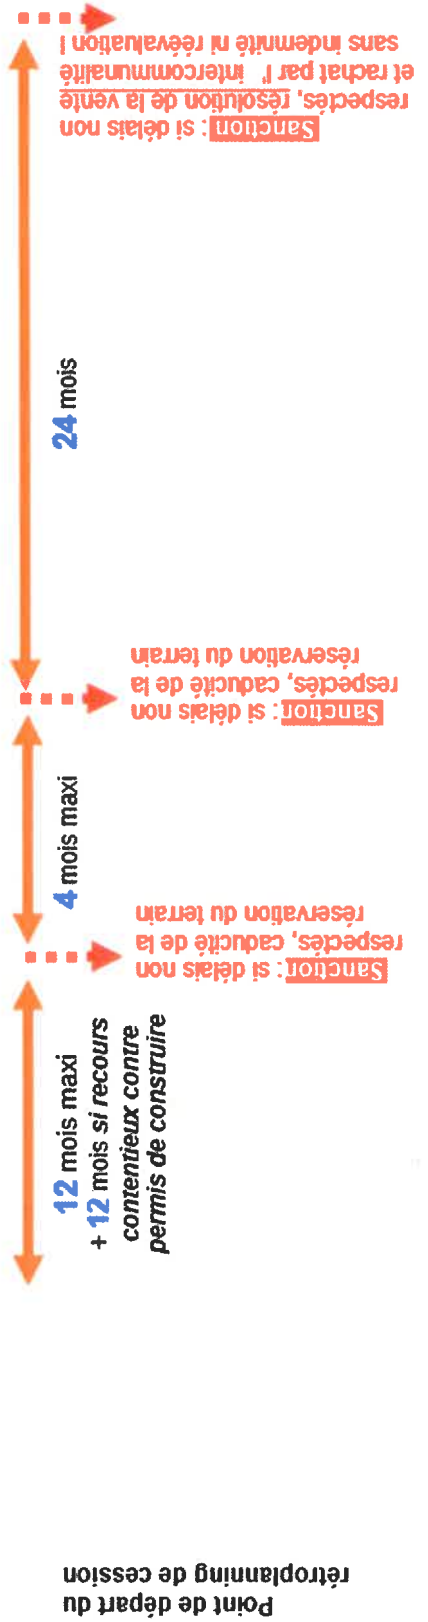 Point de départ du
rétroplanning de cession
12 mois maxi
+ 12 mois si recours
contentieux contre
permis de construire
Sanction : si délais non
respectés, caducité de la
réservation du terrain
4 mois maxi
Sanction : si délais non
respectés, caducité de la
réservation du terrain
24 mois
Sanction : si délais non
respectés, résolution de la vente
et rachat par l' intercommunalité
sans indemnité ni réévaluation !